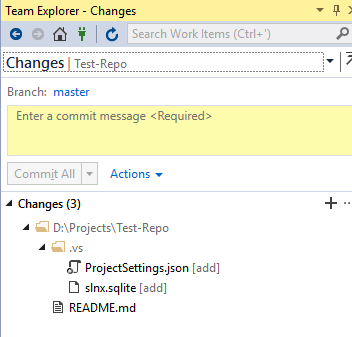 Team Explorer - Changes
Search Work Items (Ctrl+')
Changes | Test-Repo
Branch: master
Enter a commit message <Required>
Commit All
Actions
Changes (3)
D:\Projects\Test-Repo
.vs
ProjectSettings.json [add]
slnx.sqlite [add]
README.md